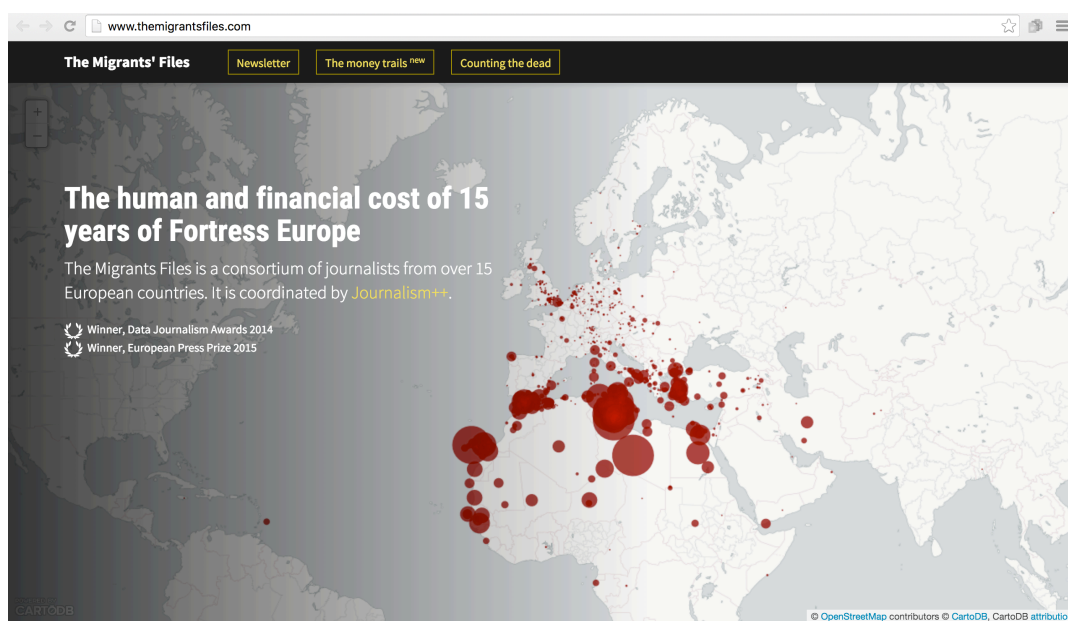 www.themigrantsfiles.com
The Migrants' Files
Newsletter
The money trails new
Counting the dead
+
−
The human and financial cost of 15
years of Fortress Europe
The Migrants Files is a consortium of journalists from over 15
European countries. It is coordinated by Journalism++.
Winner, Data Journalism Awards 2014
Winner, European Press Prize 2015
CARTODB
© OpenStreetMap contributors © CartoDB, CartoDB attributio